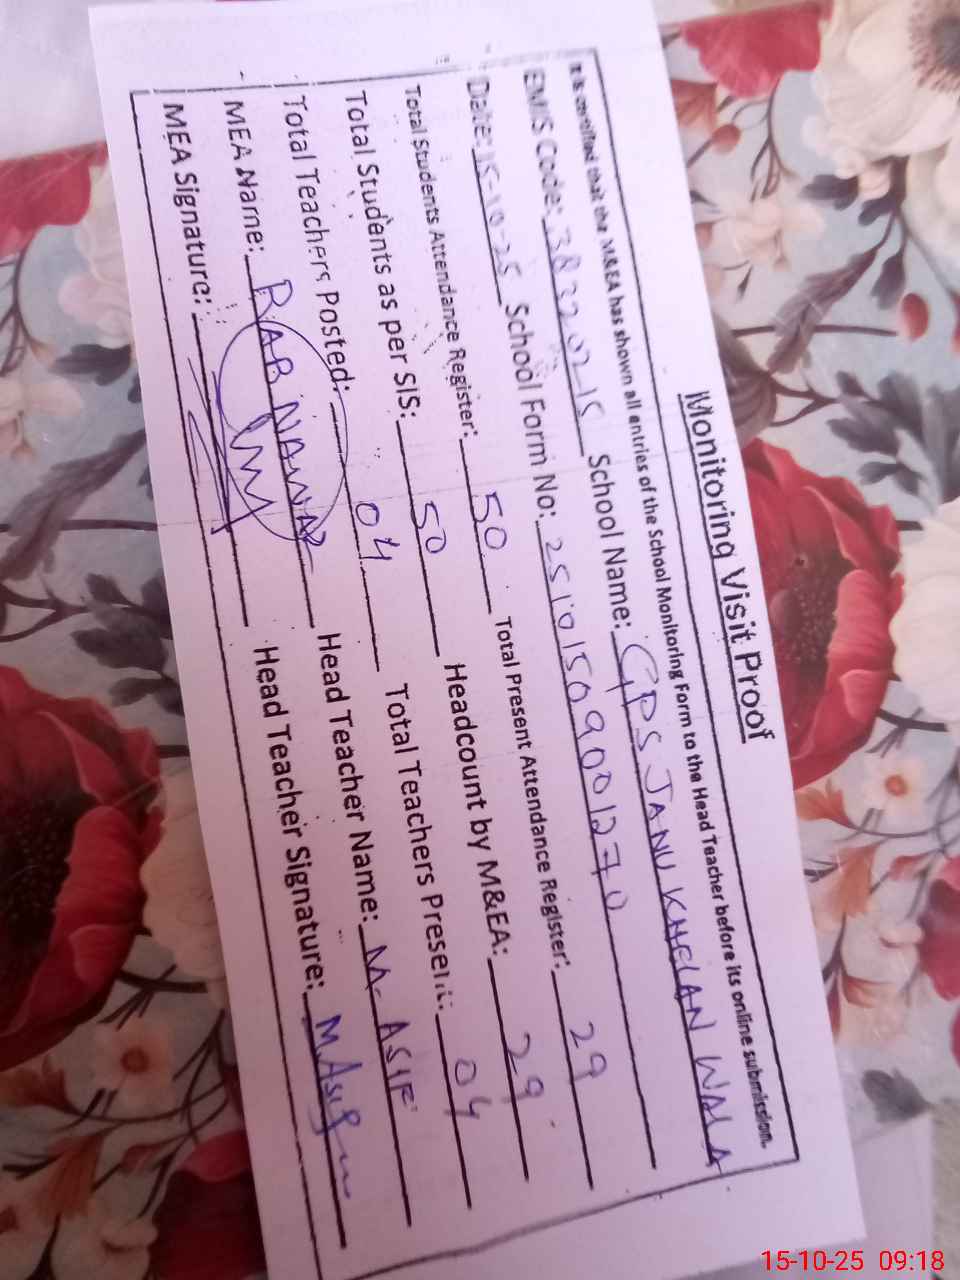 Monitoring Visit Proof
It is certified that the M&EA has shown all entries of the School Monitoring Form to the Head Teacher before its online submission.
EMIS Code: 38320215 School Name: GPS JANU KHELAN WALA
Date: 15-10-25 School Form No: 25101509001270
Total Students Attendance Register: 50 Total Present Attendance Register: 29
Total Students as per SIS: 50 Headcount by M&EA: 29
Total Teachers Posted: 04 Total Teachers Present: 04
MEA Name: Head Teacher Name: M. ASIF
MEA Signature: Head Teacher Signature: M. Asif
15-10-25 09:18